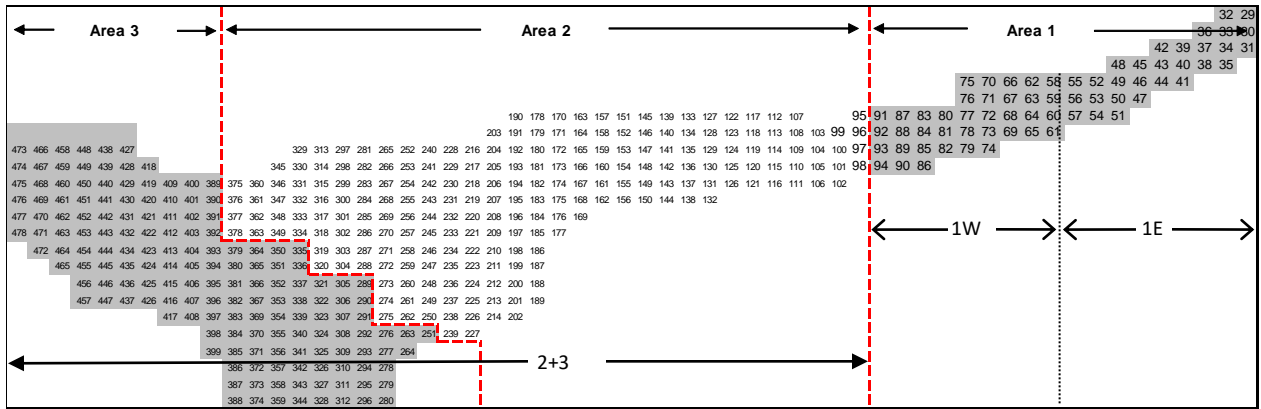 32 29
Area 3 Area 2 Area 1 36 33 30
42 39 37 34 31
48 45 43 40 38 35
75 70 66 62 58 55 52 49 46 44 41
76 71 67 63 59 56 53 50 47
190 178 170 163 157 151 145 139 133 127 122 117 112 107 95 91 87 83 80 77 72 68 64 60 57 54 51
203 191 179 171 164 158 152 146 140 134 128 123 118 113 108 103 99 96 92 88 84 81 78 73 69 65 61
473 466 458 448 438 427 329 313 297 281 265 252 240 228 216 204 192 180 172 165 159 153 147 141 135 129 124 119 114 109 104 100 97 93 89 85 82 79 74
474 467 459 449 439 428 418 345 330 314 298 282 266 253 241 229 217 205 193 181 173 166 160 154 148 142 136 130 125 120 115 110 105 101 98 94 90 86
475 468 460 450 440 429 419 409 400 389 375 360 346 331 315 299 283 267 254 242 230 218 206 194 182 174 167 161 155 149 143 137 131 126 121 116 111 106 102
476 469 461 451 441 430 420 410 401 390 376 361 347 332 316 300 284 268 255 243 231 219 207 195 183 175 168 162 156 150 144 138 132
477 470 462 452 442 431 421 411 402 391 377 362 348 333 317 301 285 269 256 244 232 220 208 196 184 176 169
478 471 463 453 443 432 422 412 403 392 378 363 349 334 318 302 286 270 257 245 233 221 209 197 185 177 1W 1E
472 464 454 444 434 423 413 404 393 379 364 350 335 319 303 287 271 258 246 234 222 210 198 186
465 455 445 435 424 414 405 394 380 365 351 336 320 304 288 272 259 247 235 223 211 199 187
456 446 436 425 415 406 395 381 366 352 337 321 305 289 273 260 248 236 224 212 200 188
457 447 437 426 416 407 396 382 367 353 338 322 306 290 274 261 249 237 225 213 201 189
417 408 397 383 369 354 339 323 307 291 275 262 250 238 226 214 202
398 384 370 355 340 324 308 292 276 263 251 239 227
399 385 371 356 341 325 309 293 277 264
386 372 357 342 326 310 294 278 2+3
387 373 358 343 327 311 295 279
388 374 359 344 328 312 296 280